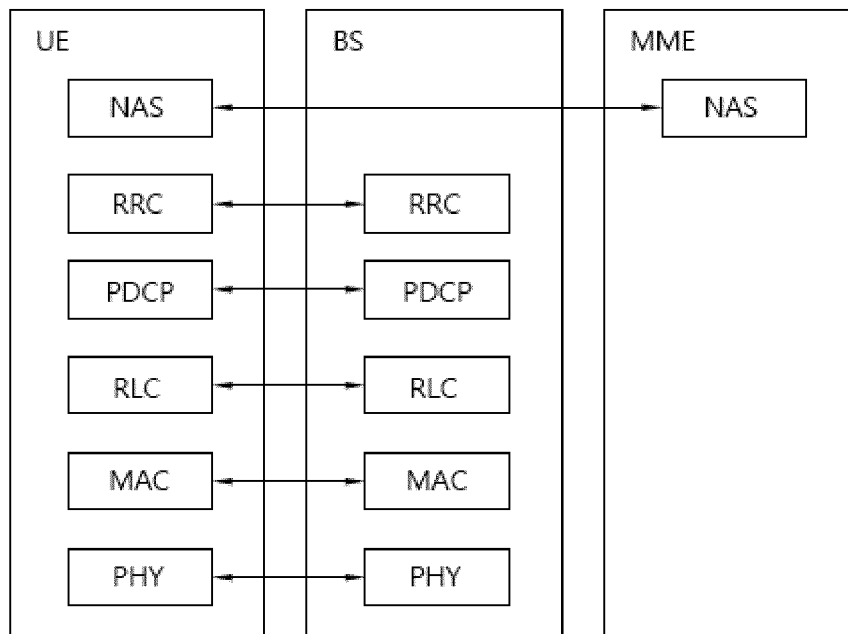 UE BS MME
NAS NAS
RRC RRC
PDCP PDCP
RLC RLC
MAC MAC
PHY PHY